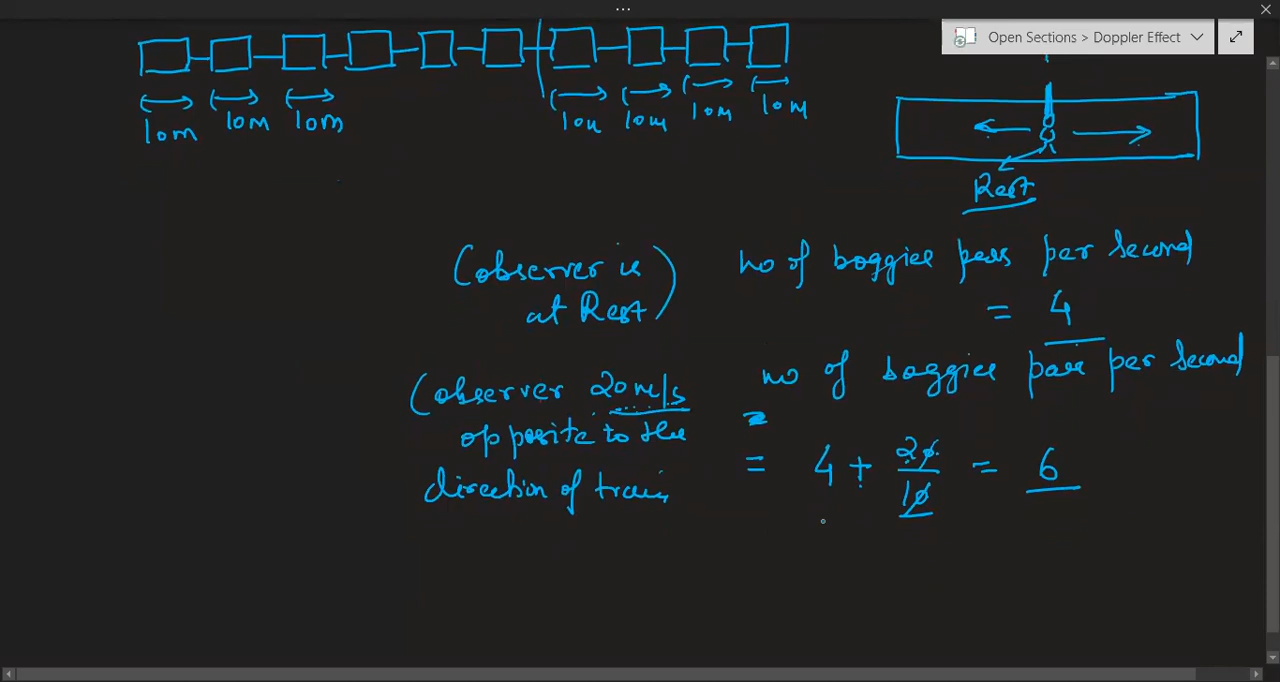 Open Sections > Doppler Effect
10m 10m 10m 10m 10m 10m 10m
Rest
(observer is at Rest)
no of boggies pass per second
= 4
(observer 20m/s
opposite to the
direction of train
no of boggies pass per second
=
= 4 + 20/10 = 6